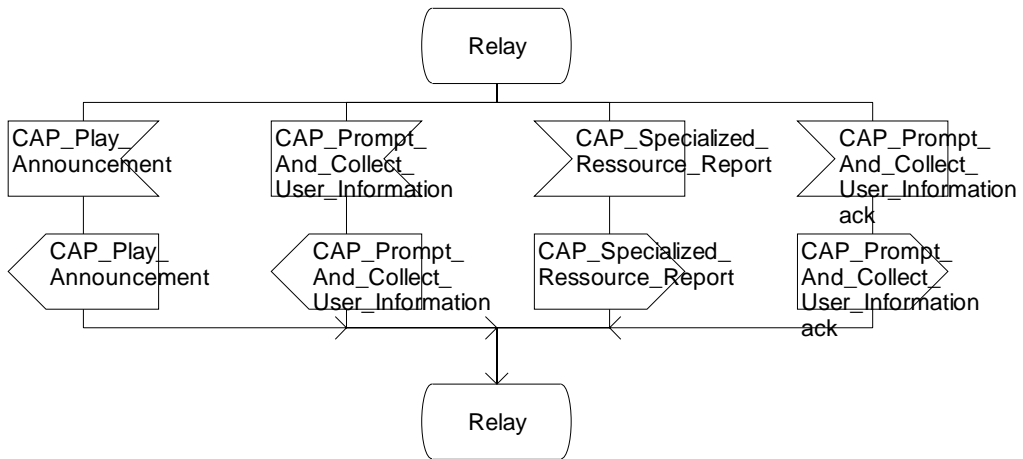 Relay
CAP_Play_
Announcement
CAP_Prompt_
And_Collect_
User_Information
CAP_Specialized_
Ressource_Report
CAP_Prompt_
And_Collect_
User_Information
ack
CAP_Play_
Announcement
CAP_Prompt_
And_Collect_
User_Information
CAP_Specialized_
Ressource_Report
CAP_Prompt_
And_Collect_
User_Information
ack
Relay